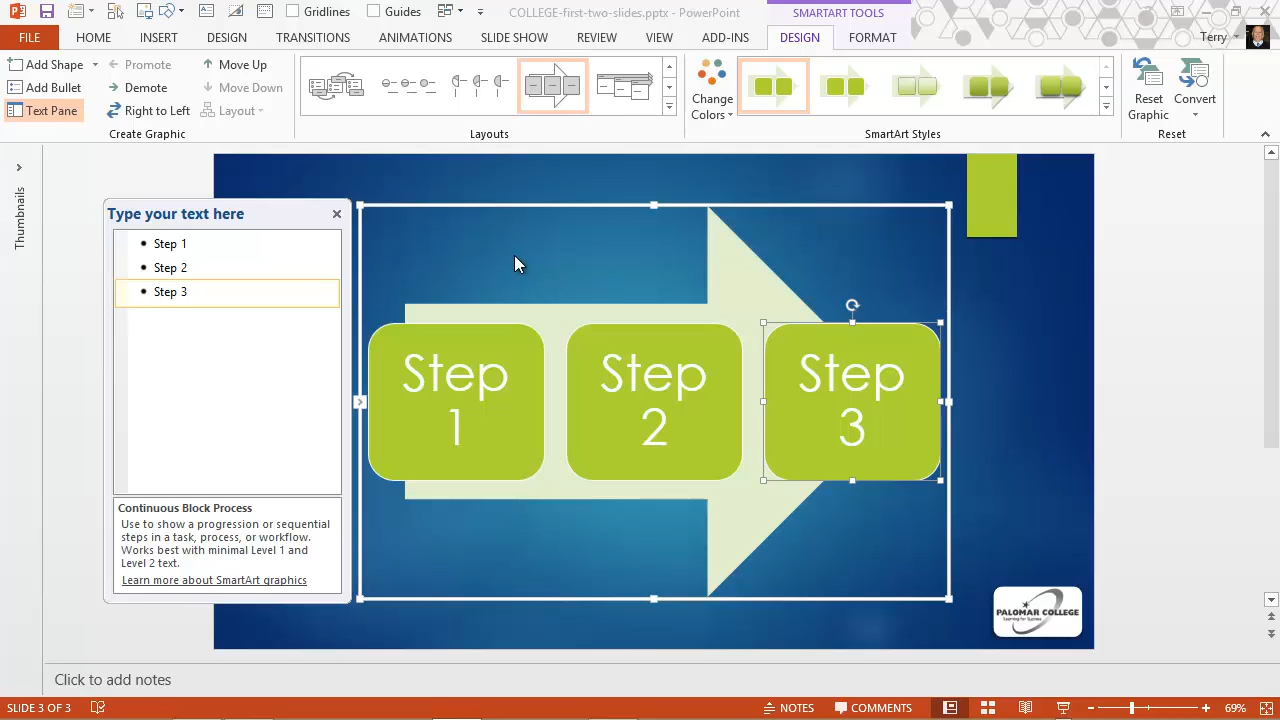 Gridlines
Guides
COLLEGE-first-two-slides.pptx - PowerPoint
SMARTART TOOLS
FILE
HOME
INSERT
DESIGN
TRANSITIONS
ANIMATIONS
SLIDE SHOW
REVIEW
VIEW
ADD-INS
DESIGN
FORMAT
Terry
Add Shape
Promote
Move Up
Add Bullet
Demote
Move Down
Text Pane
Right to Left
Layout
Create Graphic
Layouts
Change
Colors
SmartArt Styles
Reset
Graphic
Convert
Reset
Thumbnails
Type your text here
Step 1
Step 2
Step 3
Continuous Block Process
Use to show a progression or sequential
steps in a task, process, or workflow.
Works best with minimal Level 1 and
Level 2 text.
Learn more about SmartArt graphics
Step
1
Step
2
Step
3
PALOMAR COLLEGE
Learning for Success
Click to add notes
SLIDE 3 OF 3
NOTES
COMMENTS
69%